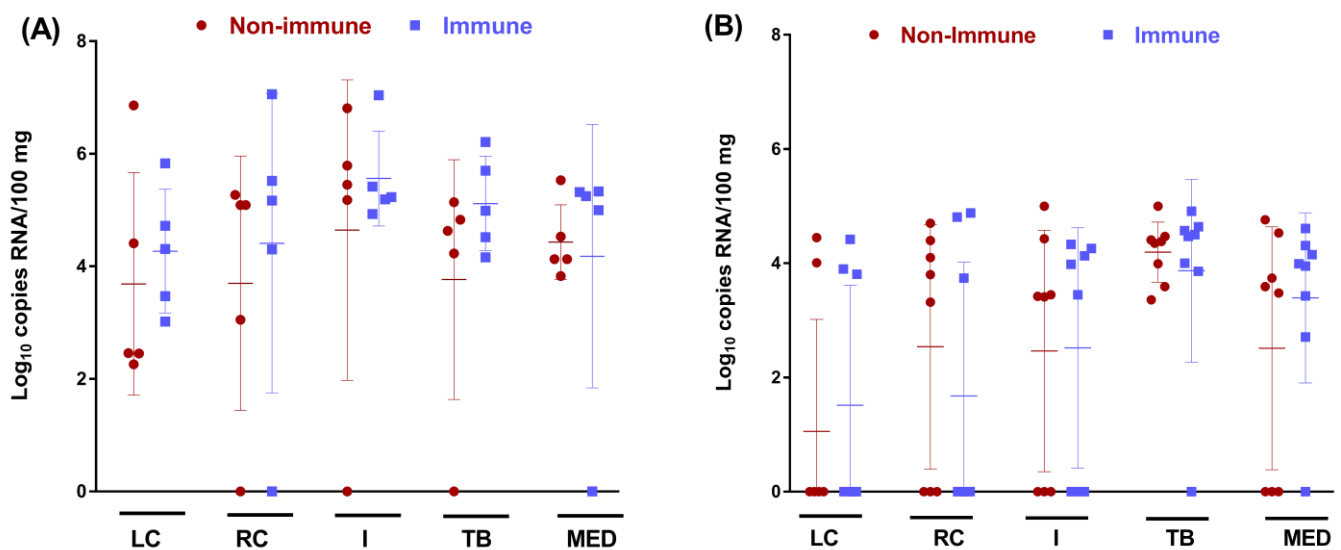 (A)
Non-immune
Immune
Log10 copies RNA/100 mg
8
6
4
2
0
LC
RC
I
TB
MED
(B)
Non-Immune
Immune
Log10 copies RNA/100 mg
8
6
4
2
0
LC
RC
I
TB
MED